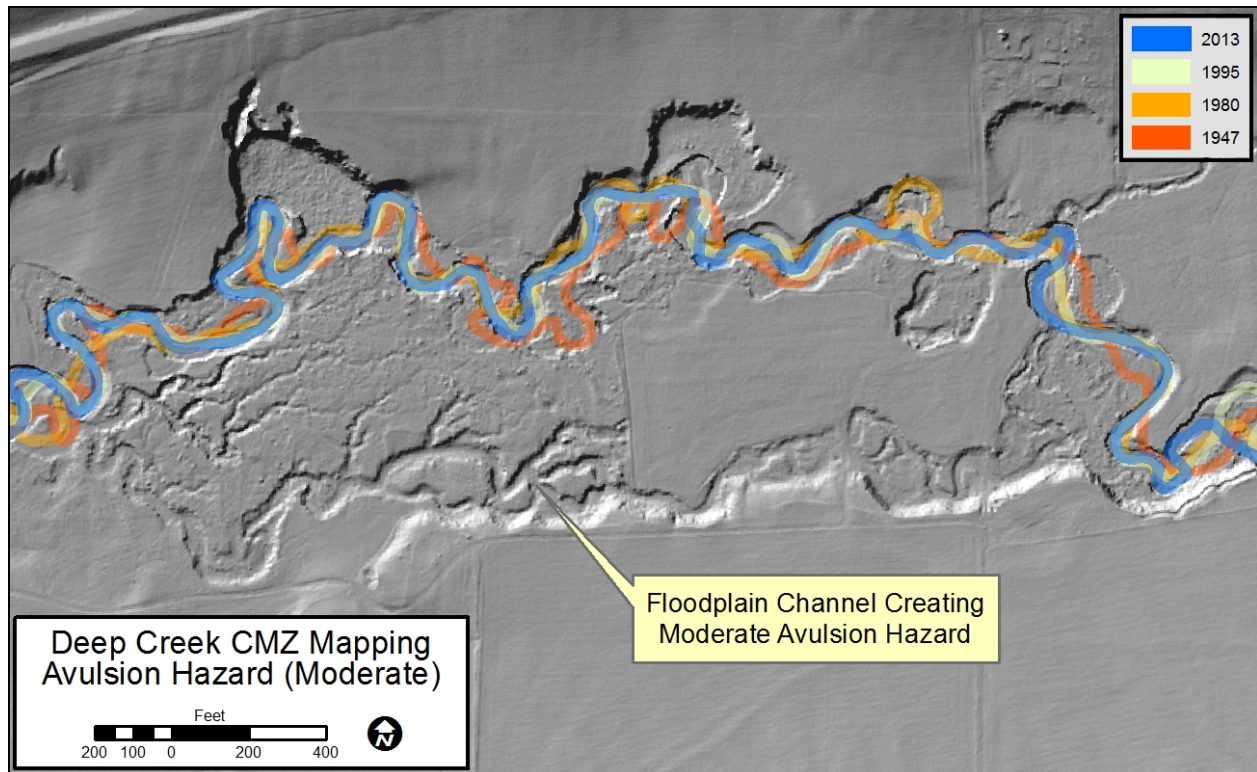 2013
1995
1980
1947
Floodplain Channel Creating
Moderate Avulsion Hazard
Deep Creek CMZ Mapping
Avulsion Hazard (Moderate)
Feet
200 100 0 200 400
N